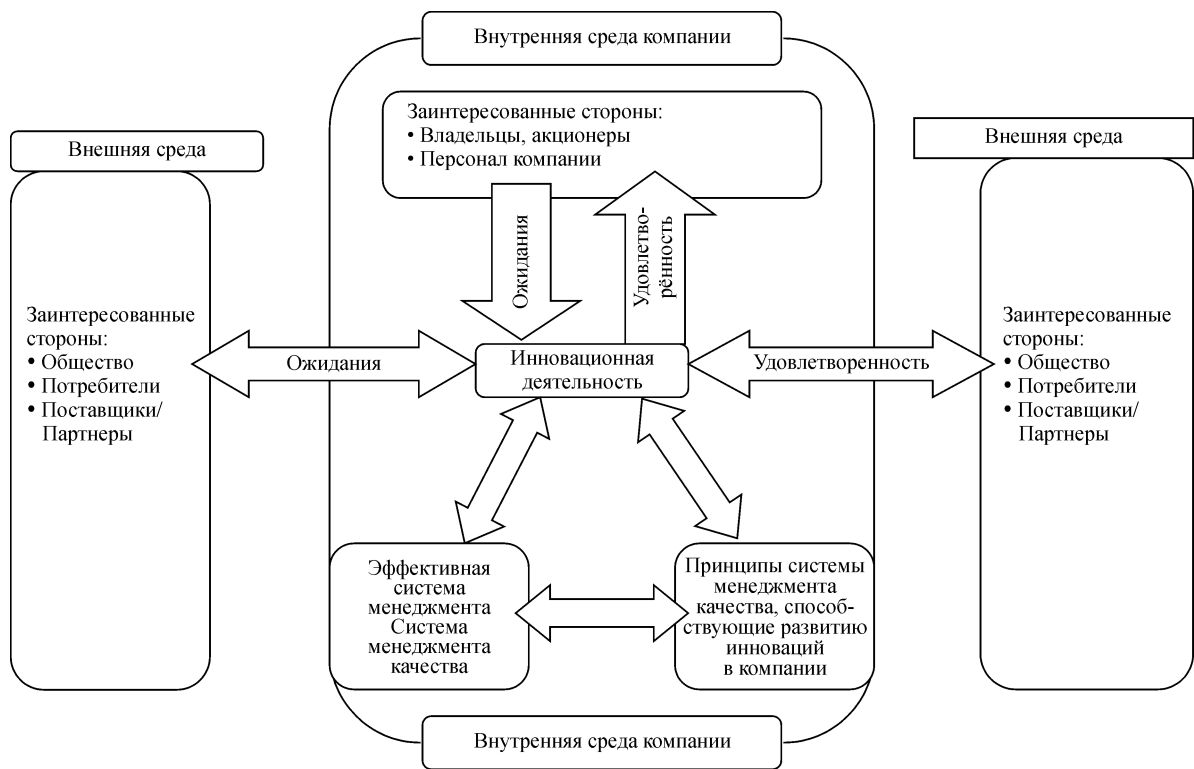 Внутренняя среда компании
Заинтересованные стороны:
• Владельцы, акционеры
• Персонал компании
Внешняя среда
Заинтересованные
стороны:
• Общество
• Потребители
• Поставщики/
Партнеры
Ожидания
Удовлетво-
рённость
Ожидания
Инновационная
деятельность
Удовлетворенность
Внешняя среда
Заинтересованные
стороны:
• Общество
• Потребители
• Поставщики/
Партнеры
Эффективная
система
менеджмента
Система
менеджмента
качества
Принципы системы
менеджмента
качества, способ-
ствующие развитию
инноваций
в компании
Внутренняя среда компании